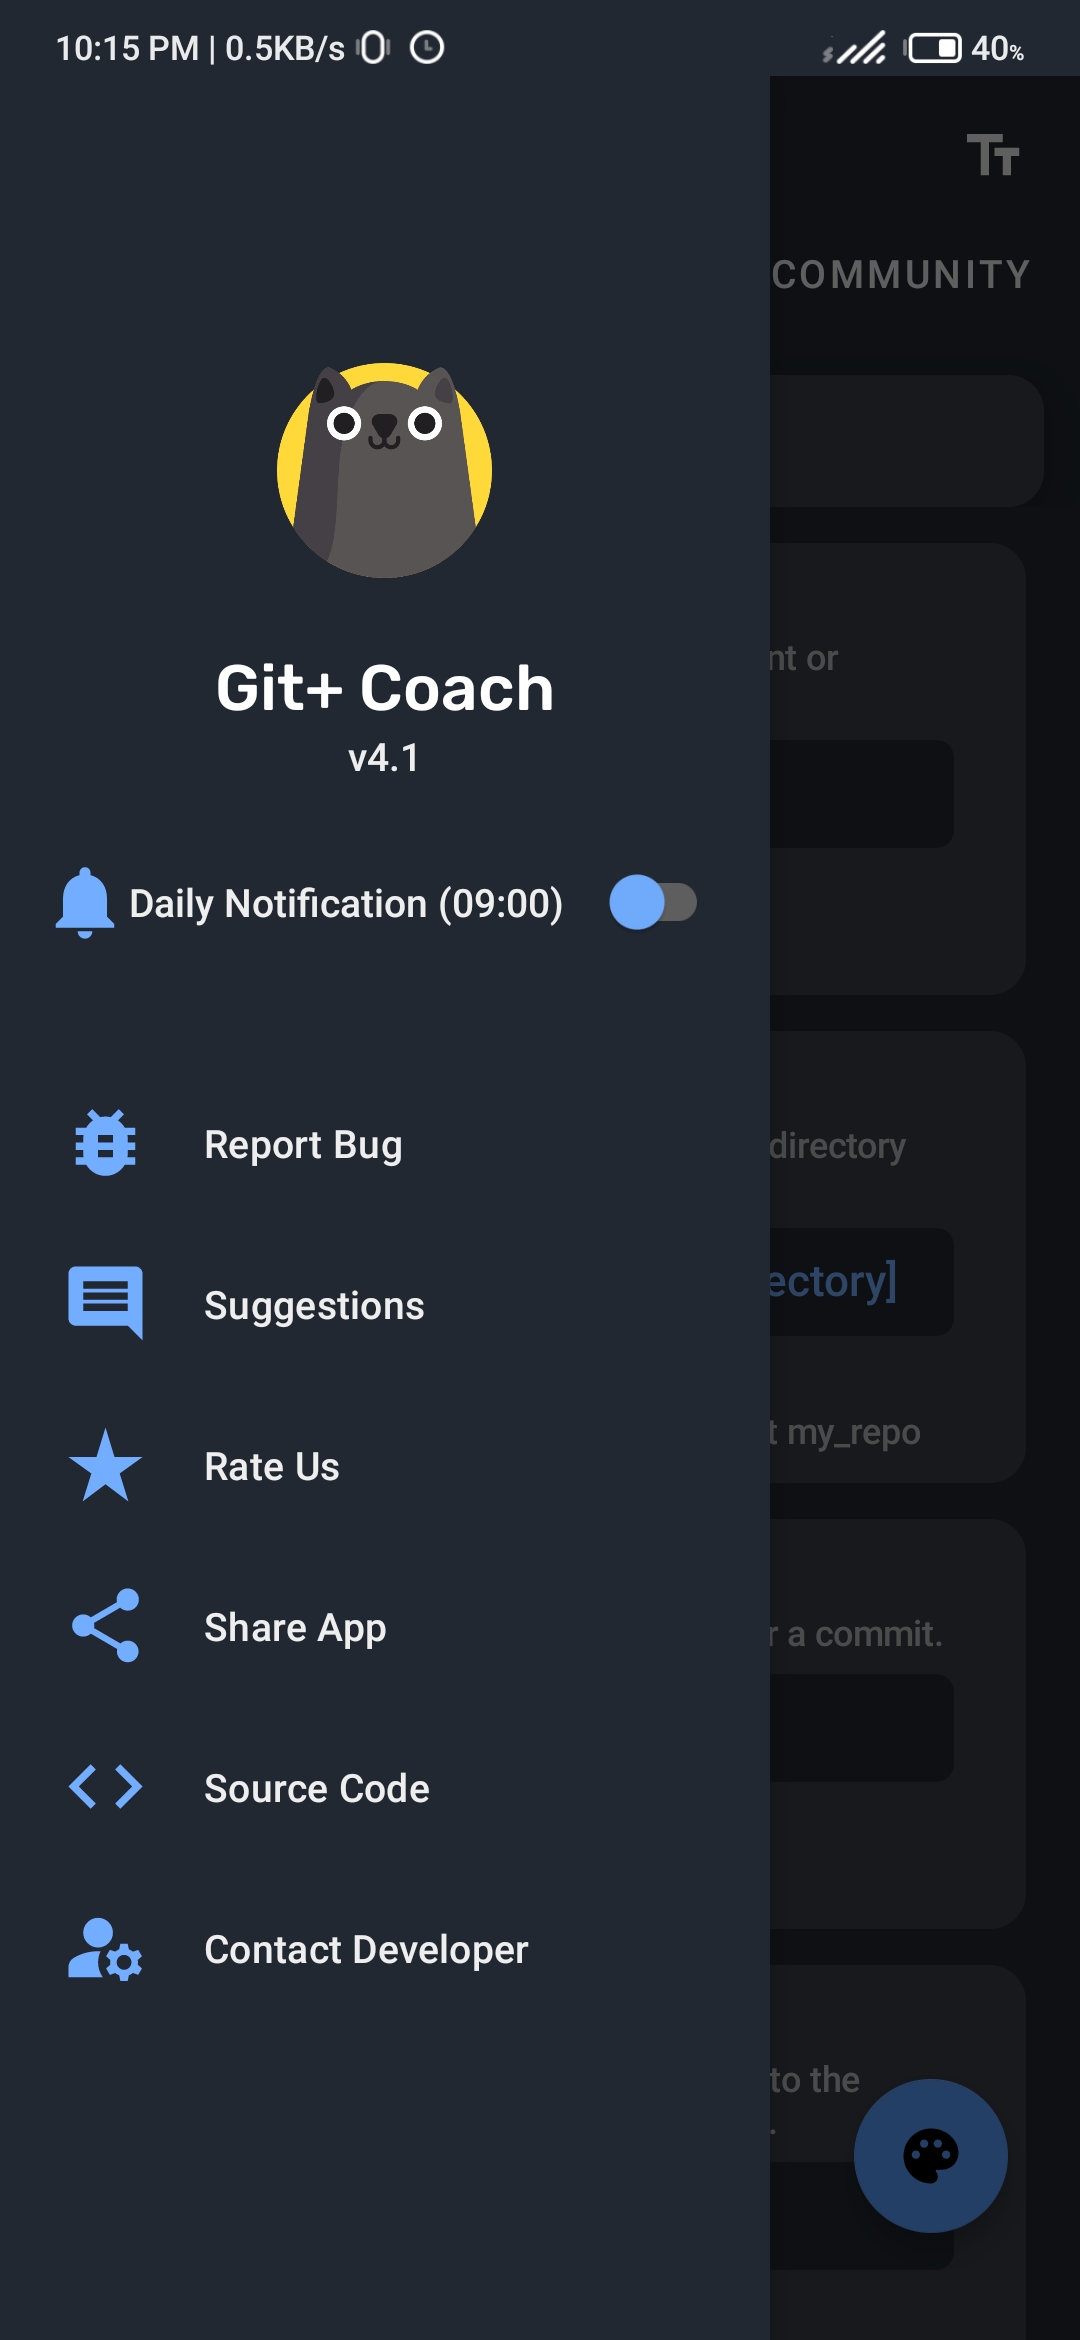 10:15 PM | 0.5KB/s
40%
Tt
COMMUNITY
nt or
Git+ Coach
v4.1
Daily Notification (09:00)
Report Bug
directory
Suggestions
ectory]
Rate Us
t my_repo
Share App
r a commit.
Source Code
Contact Developer
to the
.